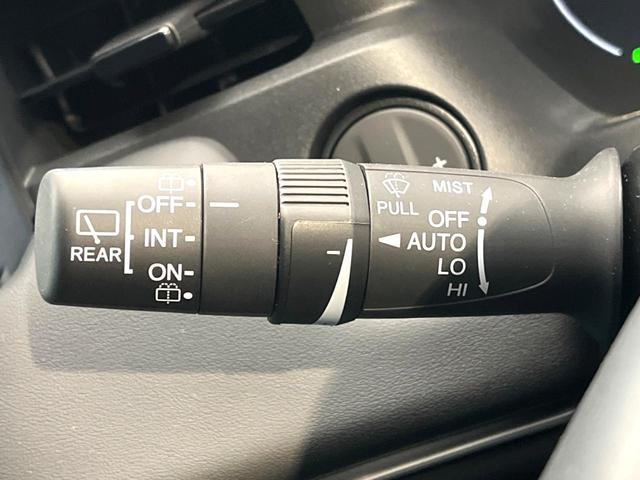 REAR
OFF
INT
ON
PULL
MIST
OFF
AUTO
LO
HI